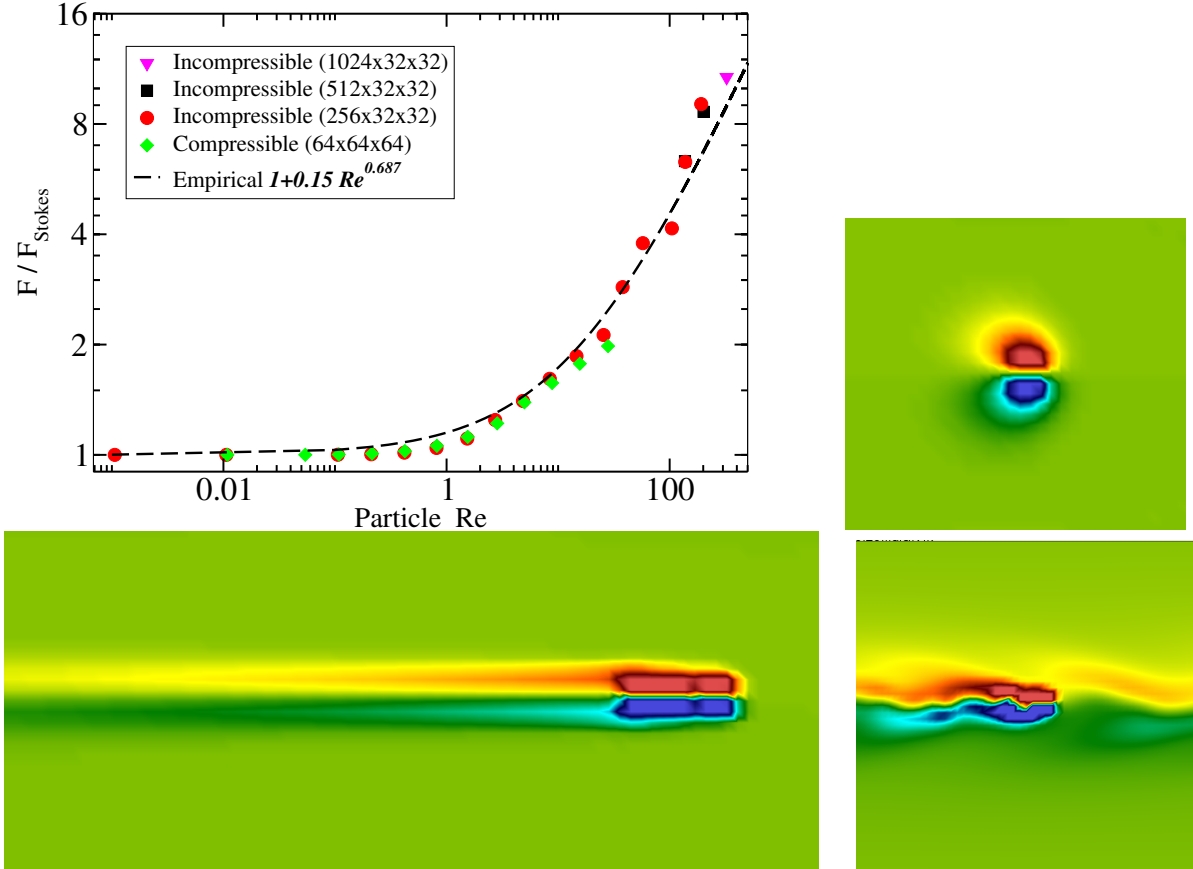 16
8
4
2
1
F / F_Stokes
Incompressible (1024x32x32)
Incompressible (512x32x32)
Incompressible (256x32x32)
Compressible (64x64x64)
Empirical 1+0.15 Re^0.687
0.01 1 100
Particle Re